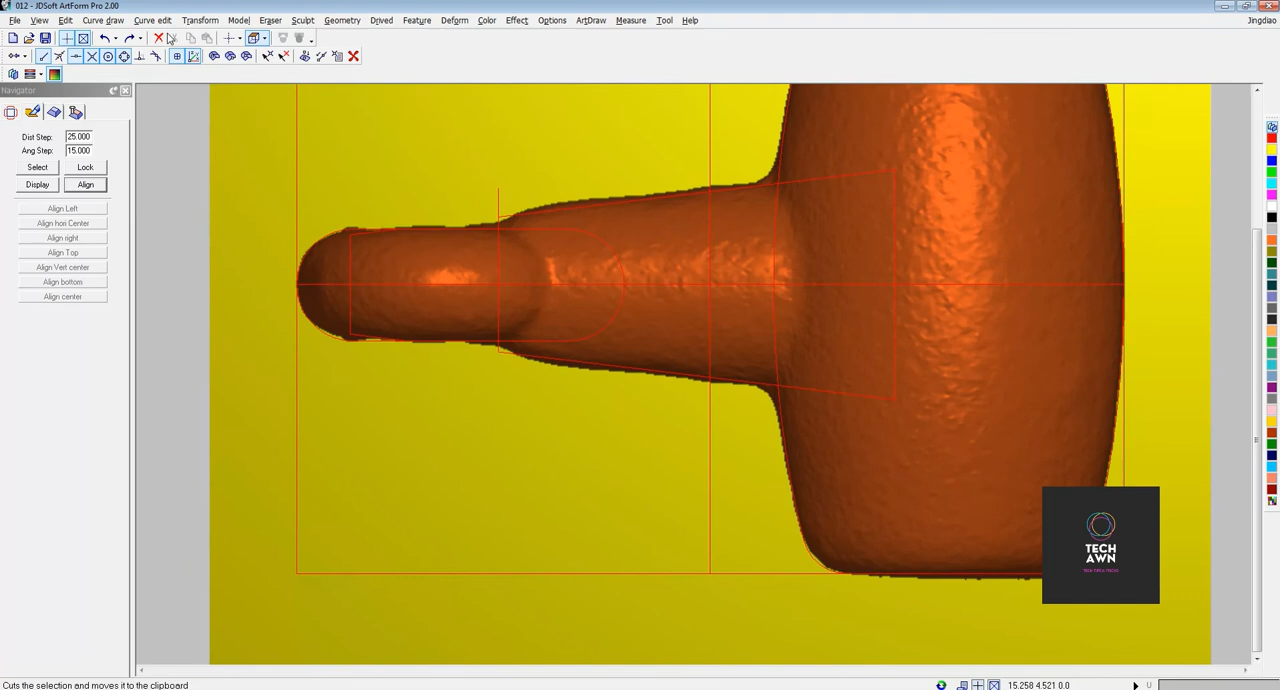 012 - JDSoft ArtForm Pro 2.00
File View Edit Curve draw Curve edit Transform Model Eraser Sculpt Geometry Drived Feature Deform Color Effect Options ArtDraw Measure Tool Help
Jingdiao
Navigator
Dist Step: 25.000
Ang Step: 15.000
Select Lock
Display Align
Align Left
Align hori Center
Align right
Align Top
Align Vert center
Align bottom
Align center
TECH
AWN
TECH TIPS & TRICKS
Cuts the selection and moves it to the clipboard
15.258 4.521 0.0
U